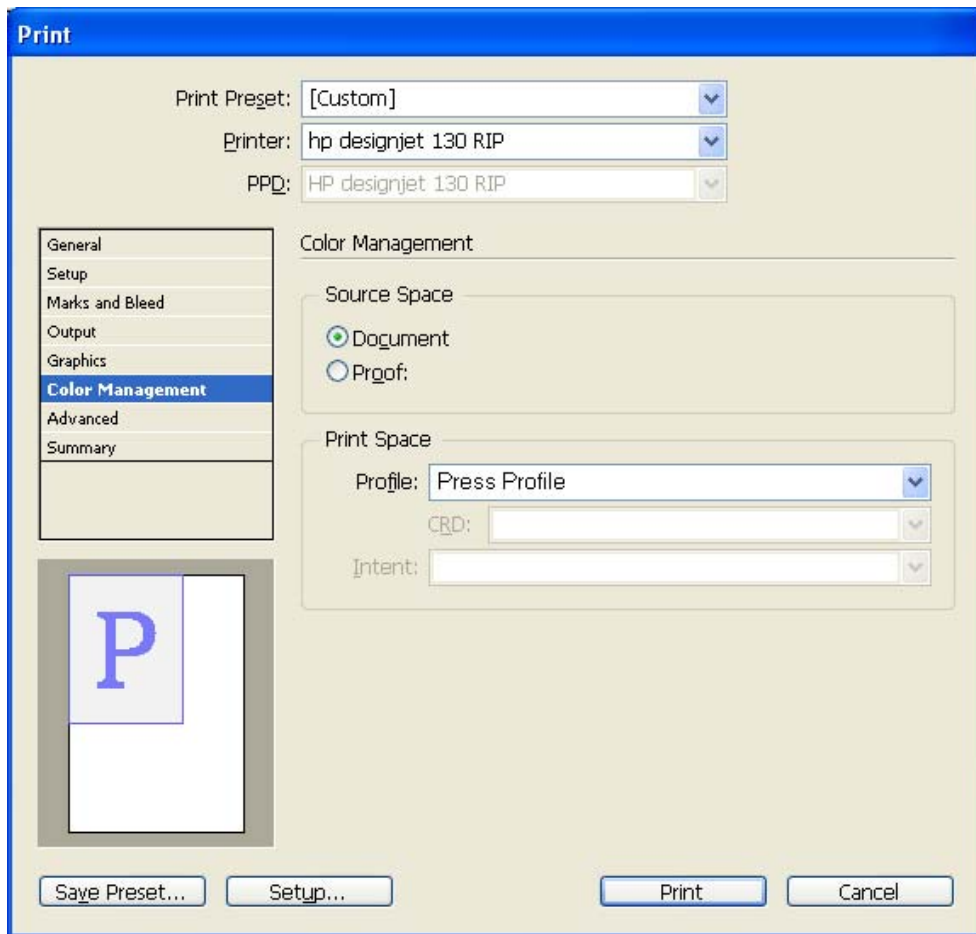 Print
Print Preset: [Custom]
Printer: hp designjet 130 RIP
PPD: HP designjet 130 RIP
General
Setup
Marks and Bleed
Output
Graphics
Color Management
Advanced
Summary
Color Management
Source Space
Document
Proof:
Print Space
Profile: Press Profile
CRD:
Intent:
P
Save Preset...
Setup...
Print
Cancel